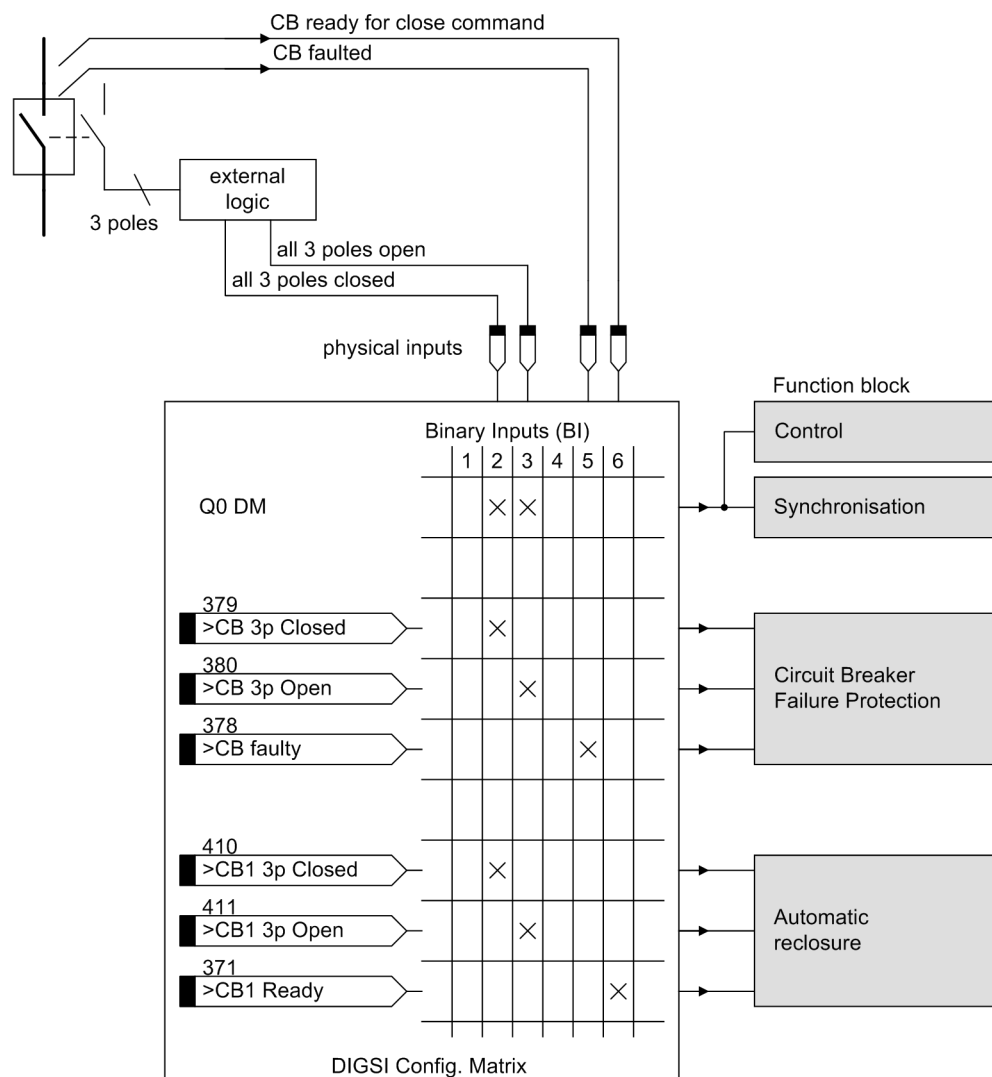 CB ready for close command
CB faulted
external
logic
3 poles
all 3 poles open
all 3 poles closed
physical inputs
Function block
Binary Inputs (BI)
Control
1 2 3 4 5 6
Q0 DM
Synchronisation
379
>CB 3p Closed
380
>CB 3p Open
Circuit Breaker
Failure Protection
378
>CB faulty
410
>CB1 3p Closed
411
>CB1 3p Open
Automatic
reclosure
371
>CB1 Ready
DIGSI Config. Matrix